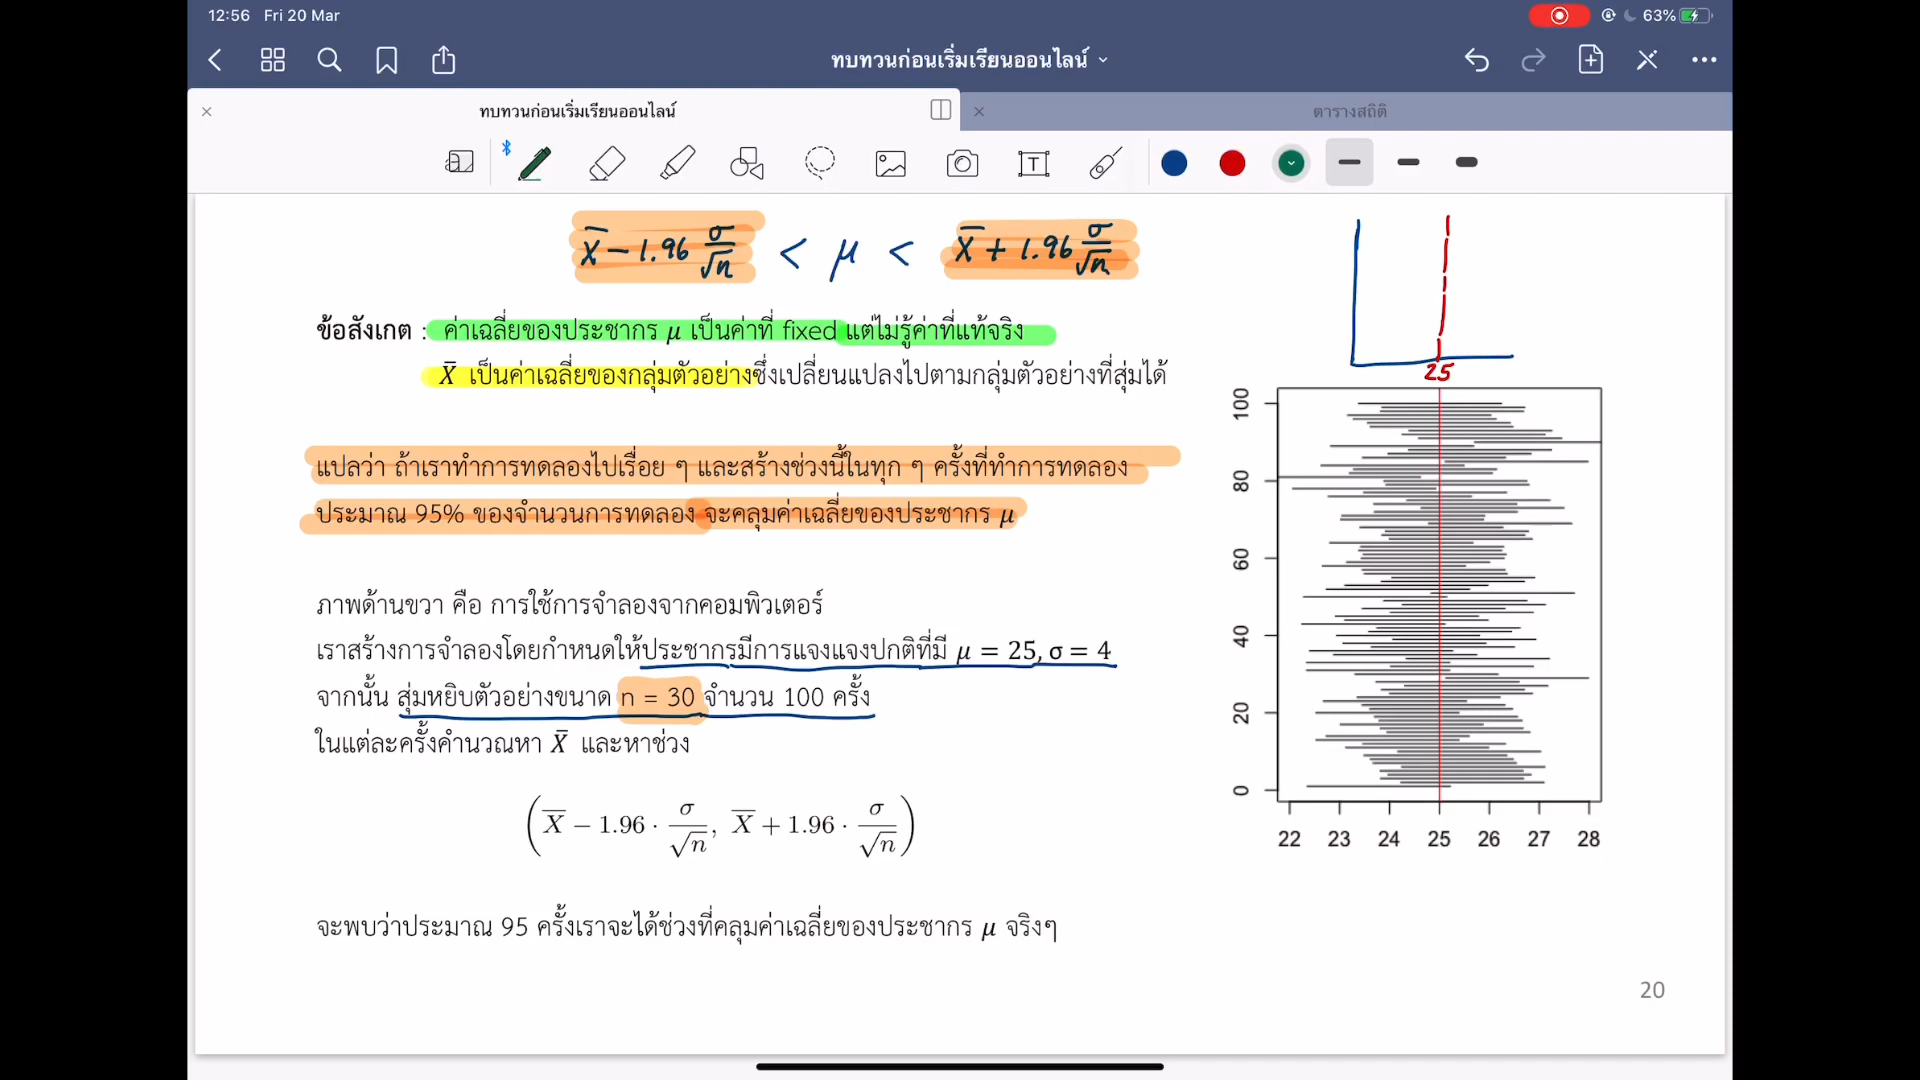 12:56 Fri 20 Mar
63%
ทบทวนก่อนเริ่มเรียนออนไลน์
ทบทวนก่อนเริ่มเรียนออนไลน์
ตารางสถิติ
X̅ − 1.96 σ/√n < μ < X̅ + 1.96 σ/√n
ข้อสังเกต : ค่าเฉลี่ยของประชากร μ เป็นค่าที่ fixed แต่ไม่รู้ค่าที่แท้จริง
X̅ เป็นค่าเฉลี่ยของกลุ่มตัวอย่างซึ่งเปลี่ยนแปลงไปตามกลุ่มตัวอย่างที่สุ่มได้
แปลว่า ถ้าเราทำการทดลองไปเรื่อย ๆ และสร้างช่วงนี้ในทุก ๆ ครั้งที่ทำการทดลอง
ประมาณ 95% ของจำนวนการทดลอง จะคลุมค่าเฉลี่ยของประชากร μ
ภาพด้านขวา คือ การใช้การจำลองจากคอมพิวเตอร์
เราสร้างการจำลองโดยกำหนดให้ประชากรมีการแจงแจงปกติที่มี μ = 25, σ = 4
จากนั้น สุ่มหยิบตัวอย่างขนาด n = 30 จำนวน 100 ครั้ง
ในแต่ละครั้งคำนวณหา X̅ และหาช่วง
(X̅ − 1.96 · σ/√n, X̅ + 1.96 · σ/√n)
จะพบว่าประมาณ 95 ครั้งเราจะได้ช่วงที่คลุมค่าเฉลี่ยของประชากร μ จริงๆ
25
100
80
60
40
20
0
22 23 24 25 26 27 28
20